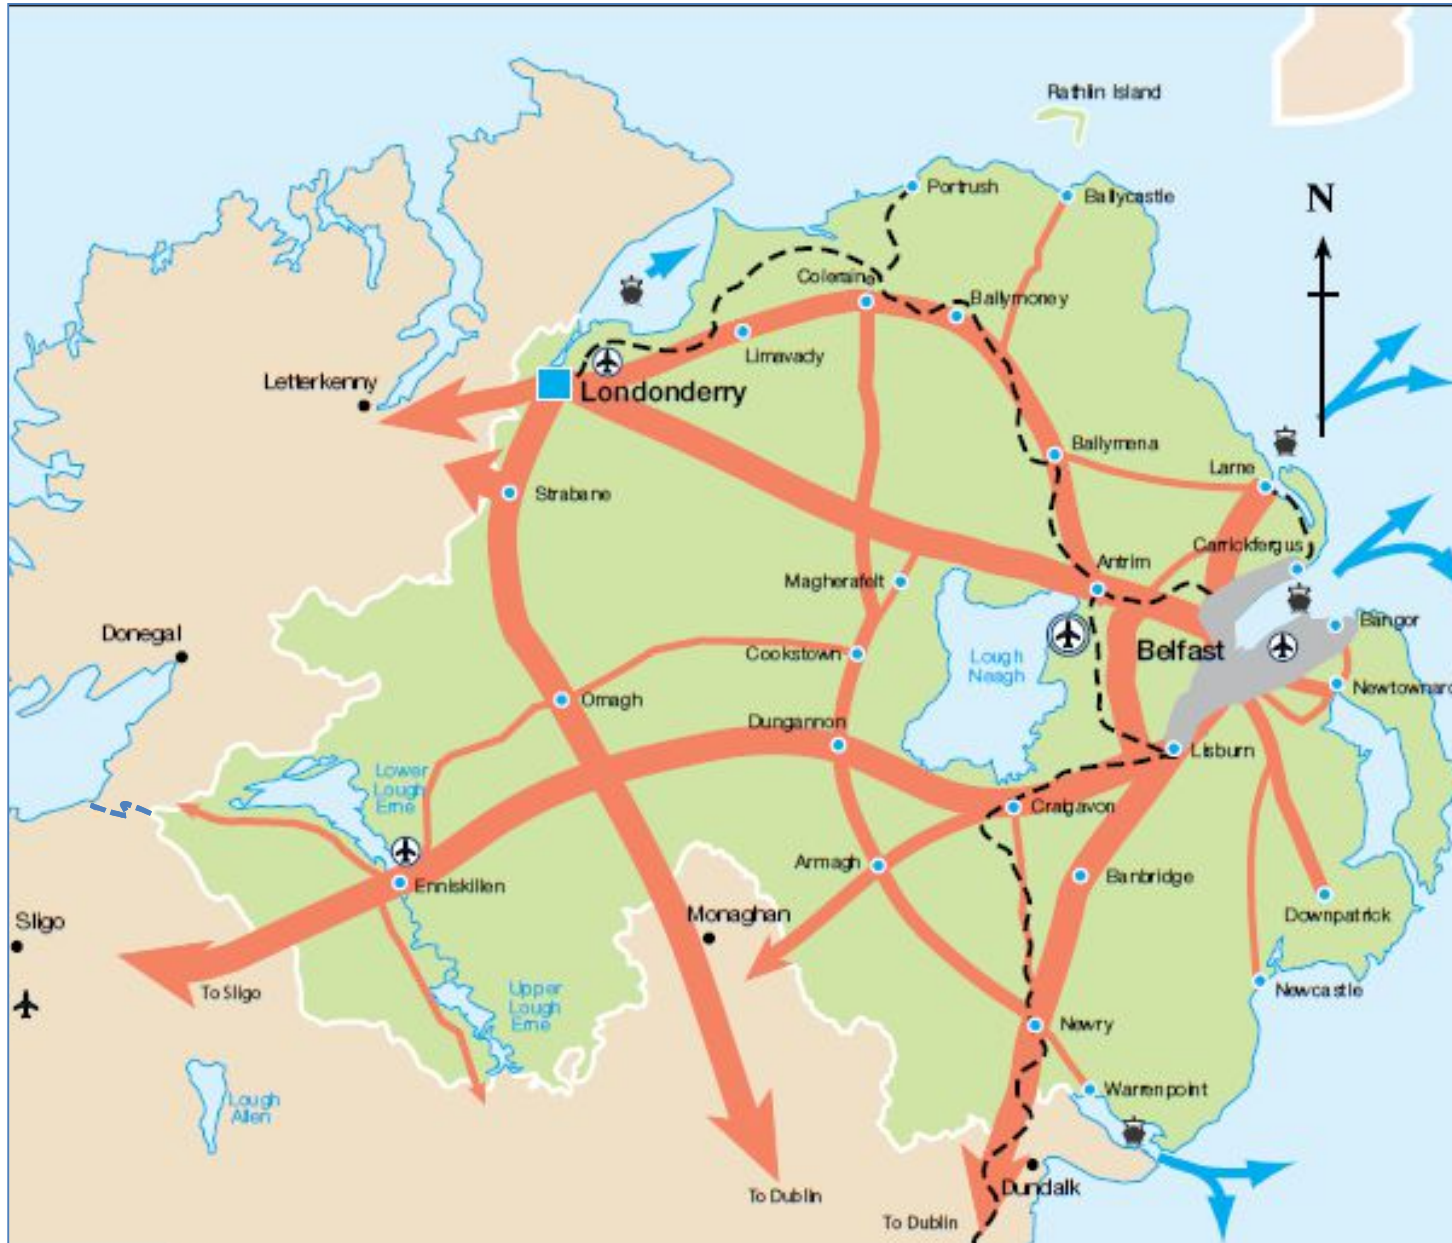 Rathlin Island
Portrush
Ballycastle
N
Coleraine
Ballymoney
Limavady
Letterkenny
Londonderry
Ballymena
Larne
Strabane
Carrickfergus
Antrim
Magherafelt
Bangor
Donegal
Belfast
Cookstown
Lough
Neagh
Newtownard
Omagh
Dungannon
Lisburn
Lower
Lough
Erne
Craigavon
Armagh
Banbridge
Enniskillen
Sligo
Monaghan
Downpatrick
To Sligo
Upper
Lough
Erne
Newcastle
Newry
Lough
Allen
Warrenpoint
To Dublin
Dundalk
To Dublin